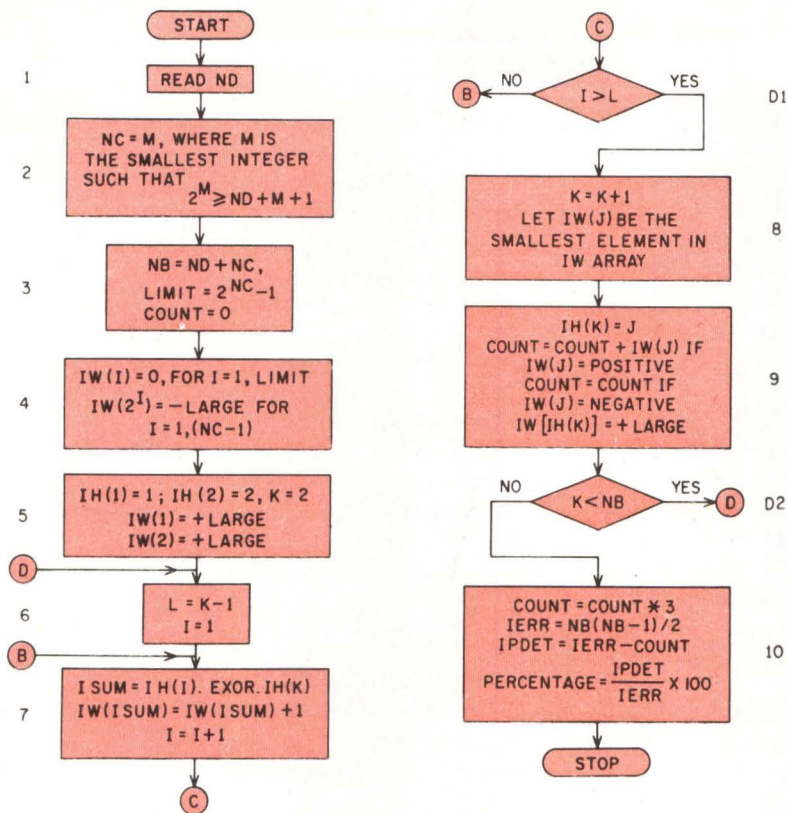 START
1
READ ND
2
NC = M, WHERE M IS
THE SMALLEST INTEGER
SUCH THAT
2^M ≥ ND + M + 1
3
NB = ND + NC,
LIMIT = 2^NC - 1
COUNT = 0
4
IW(I) = 0, FOR I = 1, LIMIT
IW(2^I) = - LARGE FOR
I = 1, (NC-1)
5
IH(1) = 1; IH(2) = 2, K = 2
IW(1) = + LARGE
IW(2) = + LARGE
D
6
L = K-1
I = 1
B
7
ISUM = IH(I). EXOR. IH(K)
IW(ISUM) = IW(ISUM) + 1
I = I+1
C
C
NO
YES
B
I > L
D1
K = K+1
LET IW(J) BE THE
SMALLEST ELEMENT IN
IW ARRAY
8
IH(K) = J
COUNT = COUNT + IW(J) IF
IW(J) = POSITIVE
COUNT = COUNT IF
IW(J) = NEGATIVE
IW[IH(K)] = + LARGE
9
NO
YES
K < NB
D
D2
COUNT = COUNT * 3
IERR = NB(NB-1)/2
IPDET = IERR - COUNT
PERCENTAGE = IPDET/IERR X 100
10
STOP